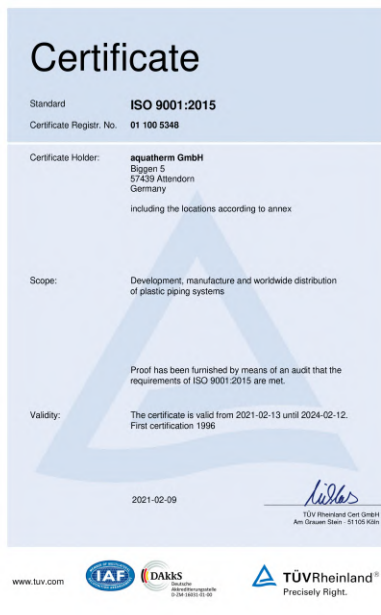 Certificate
Standard ISO 9001:2015
Certificate Registr. No. 01 100 5348
Certificate Holder: aquatherm GmbH
Biggen 5
57439 Attendorn
Germany
including the locations according to annex
Scope: Development, manufacture and worldwide distribution
of plastic piping systems
Proof has been furnished by means of an audit that the
requirements of ISO 9001:2015 are met.
Validity: The certificate is valid from 2021-02-13 until 2024-02-12.
First certification 1996
2021-02-09
TÜV Rheinland Cert GmbH
Am Grauen Stein · 51105 Köln
www.tuv.com
IAF
DAkkS
Deutsche
Akkreditierungsstelle
D-ZM-16031-01-00
TÜVRheinland®
Precisely Right.